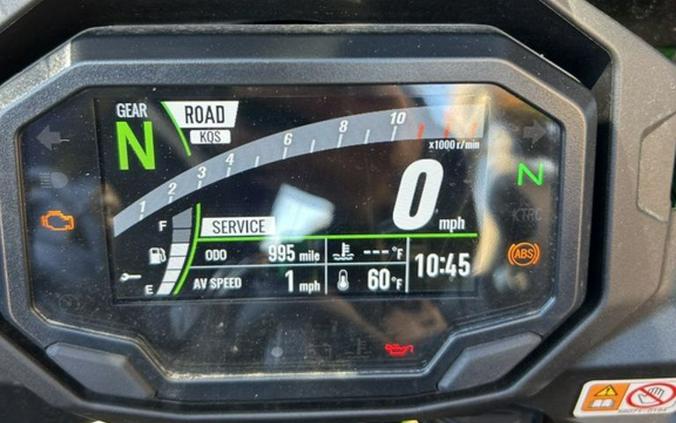 GEAR
N
ROAD
KQS
1 2 3 4 6 8 10
x1000 r/min
0
mph
N
KTRC
F
SERVICE
ODO 995 mile --- °F
AV SPEED 1 mph 60 °F
10:45
ABS
E